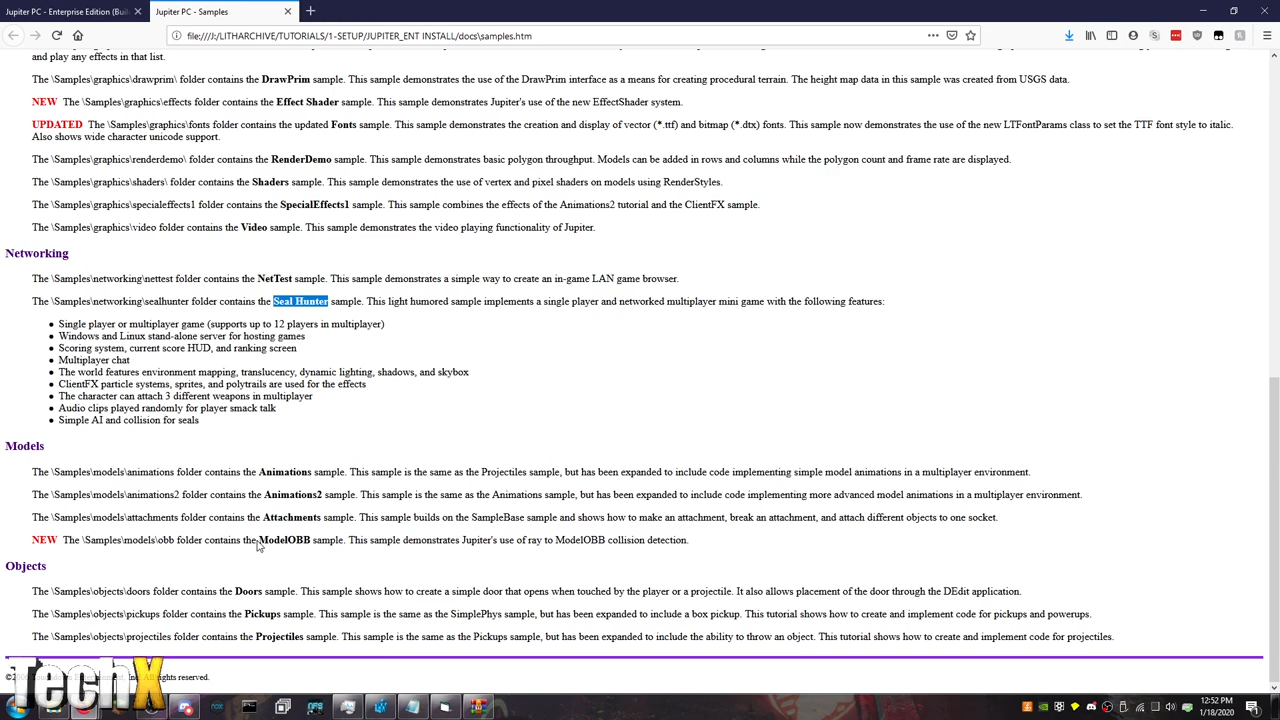 Jupiter PC - Enterprise Edition (Buil
Jupiter PC - Samples
file:///J:/LITHARCHIVE/TUTORIALS/1-SETUP/JUPITER_ENT INSTALL/docs\samples.htm
and play any effects in that list.
The \Samples\graphics\drawprim\ folder contains the DrawPrim sample. This sample demonstrates the use of the DrawPrim interface as a means for creating procedural terrain. The height map data in this sample was created from USGS data.
NEW The \Samples\graphics\effects folder contains the Effect Shader sample. This sample demonstrates Jupiter's use of the new EffectShader system.
UPDATED The \Samples\graphics\fonts folder contains the updated Fonts sample. This sample demonstrates the creation and display of vector (*.ttf) and bitmap (*.dtx) fonts. This sample now demonstrates the use of the new LTFontParams class to set the TTF font style to italic.
Also shows wide character unicode support.
The \Samples\graphics\renderdemo\ folder contains the RenderDemo sample. This sample demonstrates basic polygon throughput. Models can be added in rows and columns while the polygon count and frame rate are displayed.
The \Samples\graphics\shaders\ folder contains the Shaders sample. This sample demonstrates the use of vertex and pixel shaders on models using RenderStyles.
The \Samples\graphics\specialeffects1 folder contains the SpecialEffects1 sample. This sample combines the effects of the Animations2 tutorial and the ClientFX sample.
The \Samples\graphics\video folder contains the Video sample. This sample demonstrates the video playing functionality of Jupiter.
Networking
The \Samples\networking\nettest folder contains the NetTest sample. This sample demonstrates a simple way to create an in-game LAN game browser.
The \Samples\networking\sealhunter folder contains the Seal Hunter sample. This light humored sample implements a single player and networked multiplayer mini game with the following features:
• Single player or multiplayer game (supports up to 12 players in multiplayer)
• Windows and Linux stand-alone server for hosting games
• Scoring system, current score HUD, and ranking screen
• Multiplayer chat
• The world features environment mapping, translucency, dynamic lighting, shadows, and skybox
• ClientFX particle systems, sprites, and polytrails are used for the effects
• The character can attach 3 different weapons in multiplayer
• Audio clips played randomly for player smack talk
• Simple AI and collision for seals
Models
The \Samples\models\animations folder contains the Animations sample. This sample is the same as the Projectiles sample, but has been expanded to include code implementing simple model animations in a multiplayer environment.
The \Samples\models\animations2 folder contains the Animations2 sample. This sample is the same as the Animations sample, but has been expanded to include code implementing more advanced model animations in a multiplayer environment.
The \Samples\models\attachments folder contains the Attachments sample. This sample builds on the SampleBase sample and shows how to make an attachment, break an attachment, and attach different objects to one socket.
NEW The \Samples\models\obb folder contains the ModelOBB sample. This sample demonstrates Jupiter's use of ray to ModelOBB collision detection.
Objects
The \Samples\objects\doors folder contains the Doors sample. This sample shows how to create a simple door that opens when touched by the player or a projectile. It also allows placement of the door through the DEdit application.
The \Samples\objects\pickups folder contains the Pickups sample. This sample is the same as the SimplePhys sample, but has been expanded to include a box pickup. This tutorial shows how to create and implement code for pickups and powerups.
The \Samples\objects\projectiles folder contains the Projectiles sample. This sample is the same as the Pickups sample, but has been expanded to include the ability to throw an object. This tutorial shows how to create and implement code for projectiles.
All rights reserved.
TechX
12:52 PM
1/18/2020